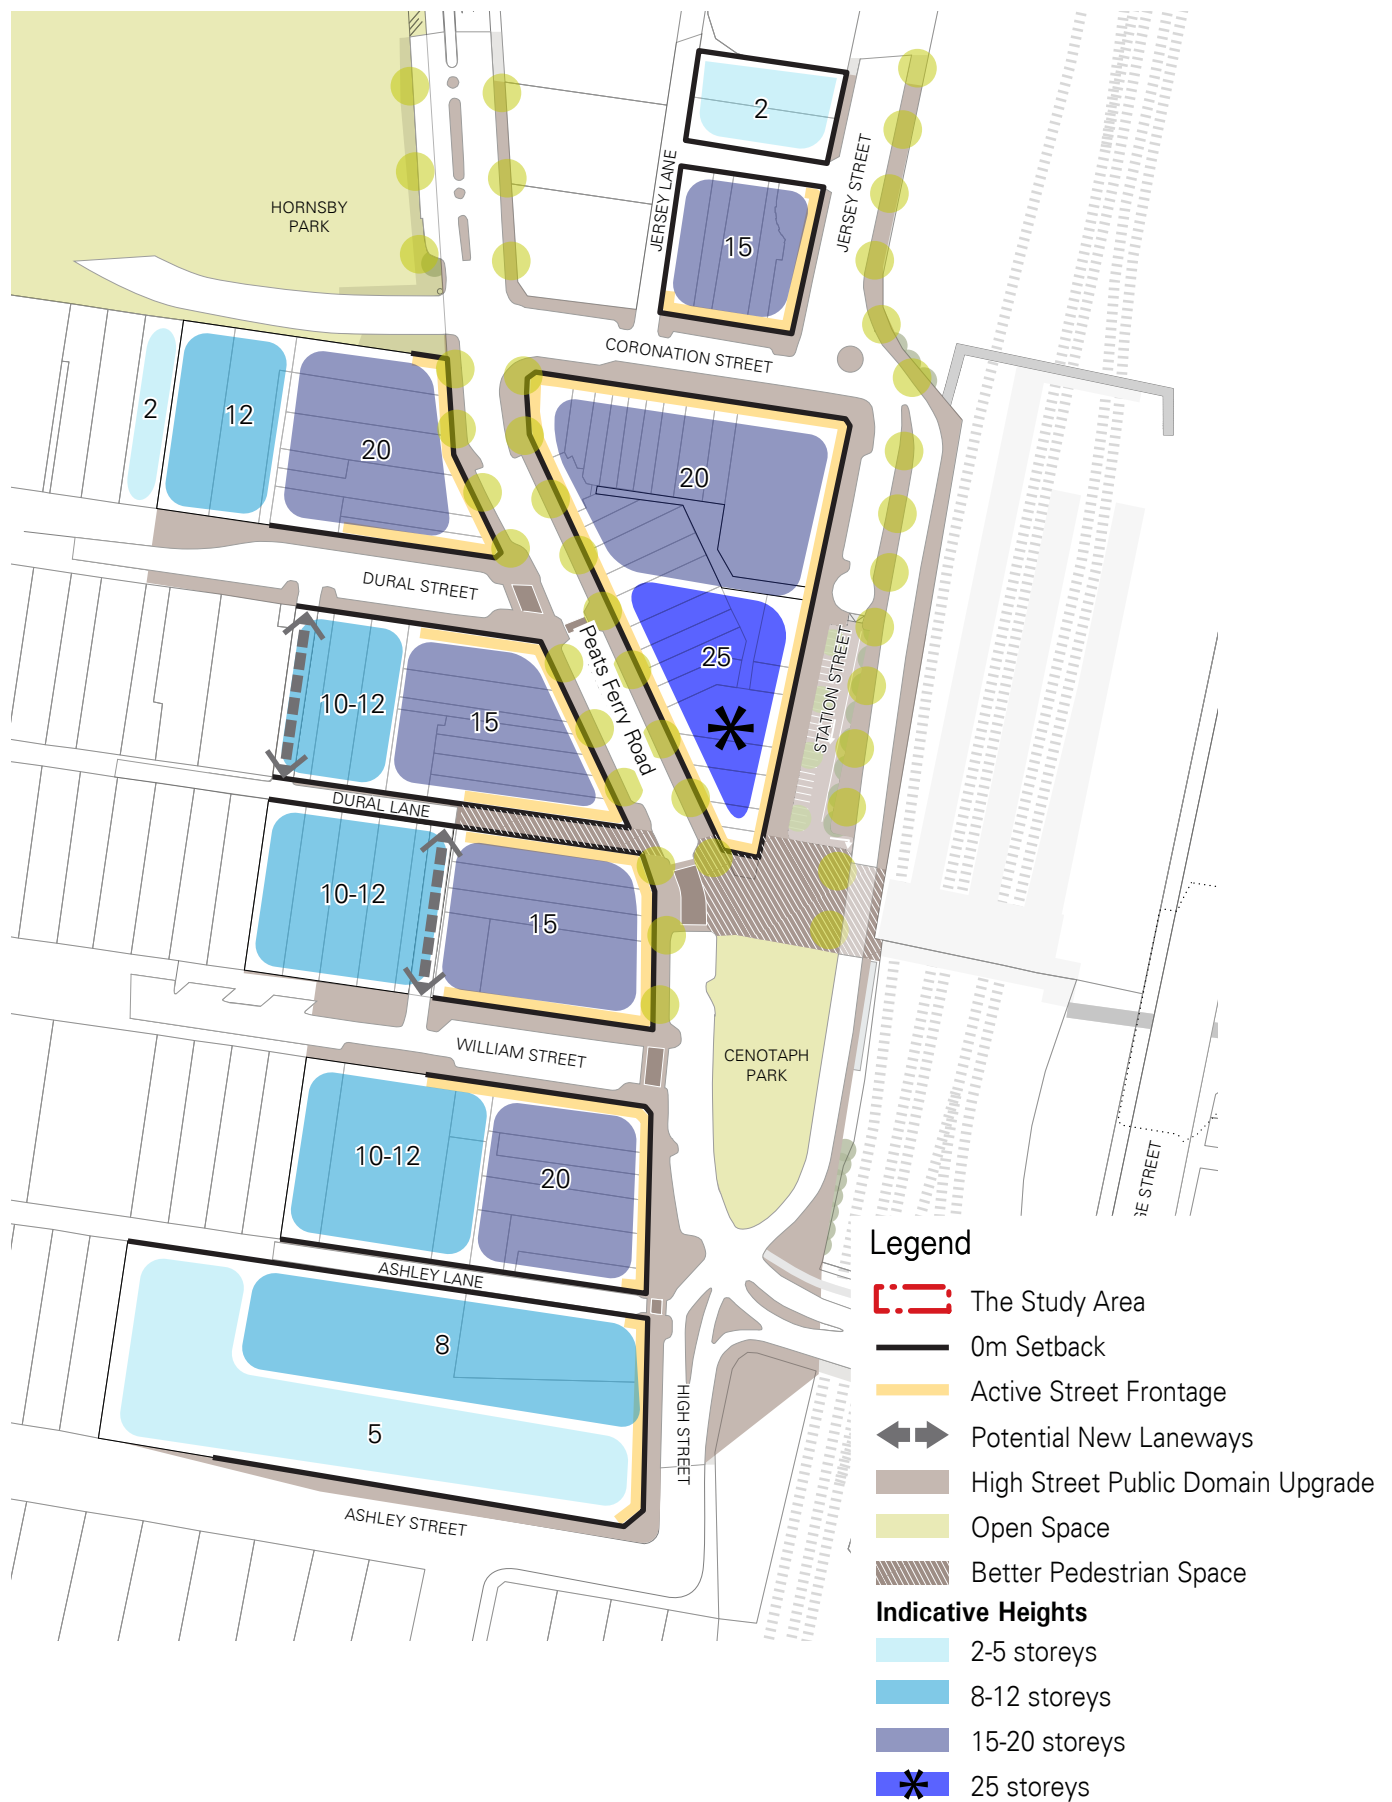 2
JERSEY LANE
JERSEY STREET
HORNSBY
PARK
15
CORONATION STREET
2
12
20
20
DURAL STREET
Peats Ferry Road
25
*
STATION STREET
10-12
15
DURAL LANE
10-12
15
WILLIAM STREET
CENOTAPH
PARK
10-12
20
GE STREET
ASHLEY LANE
8
5
HIGH STREET
ASHLEY STREET
Legend
The Study Area
0m Setback
Active Street Frontage
Potential New Laneways
High Street Public Domain Upgrade
Open Space
Better Pedestrian Space
Indicative Heights
2-5 storeys
8-12 storeys
15-20 storeys
* 25 storeys